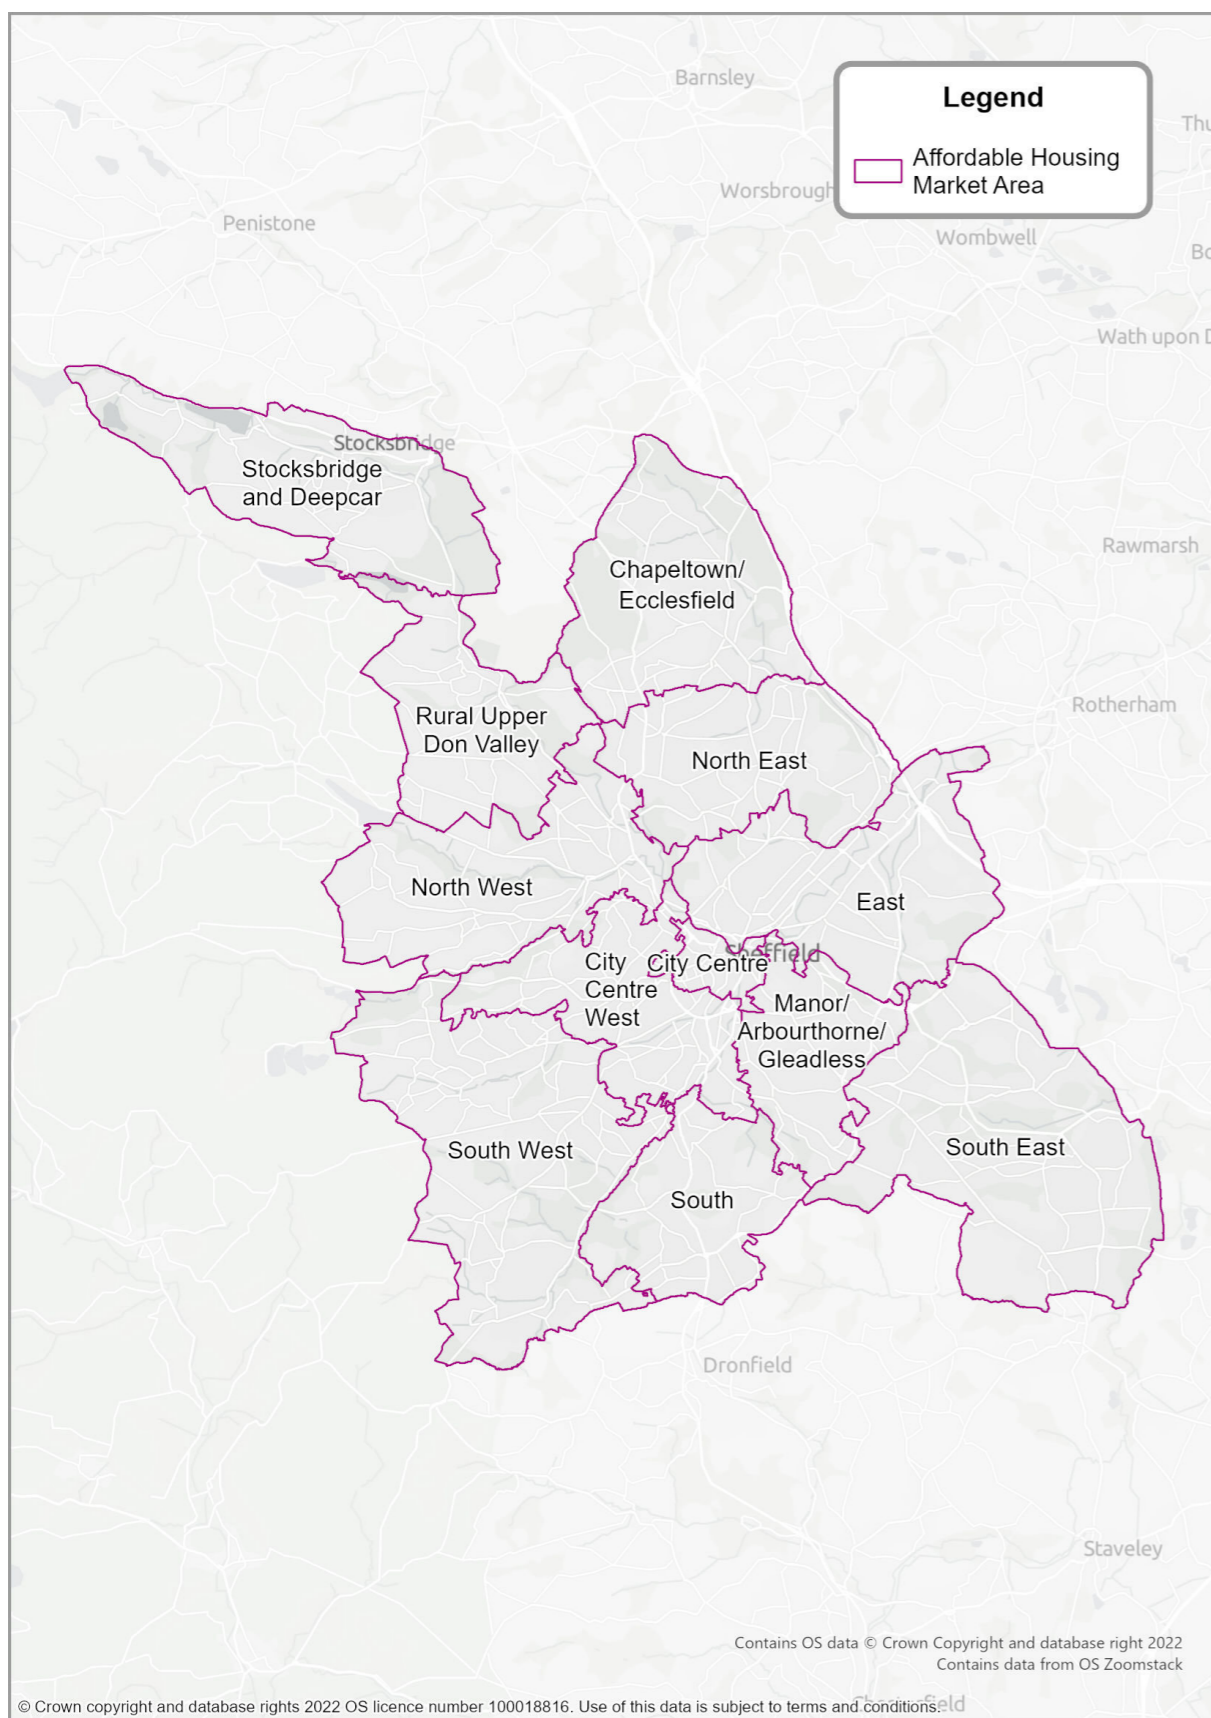 Barnsley
Legend
Affordable Housing
Market Area
Worsbrough
Penistone
Wombwell
Wath upon D
Stocksbridge
Stocksbridge
and Deepcar
Rawmarsh
Chapeltown/
Ecclesfield
Rotherham
Rural Upper
Don Valley
North East
North West
East
Sheffield
City Centre
City
Centre
West
Manor/
Arbourthorne/
Gleadless
South West
South East
South
Dronfield
Staveley
Contains OS data © Crown Copyright and database right 2022
Contains data from OS Zoomstack
© Crown copyright and database rights 2022 OS licence number 100018816. Use of this data is subject to terms and conditions.